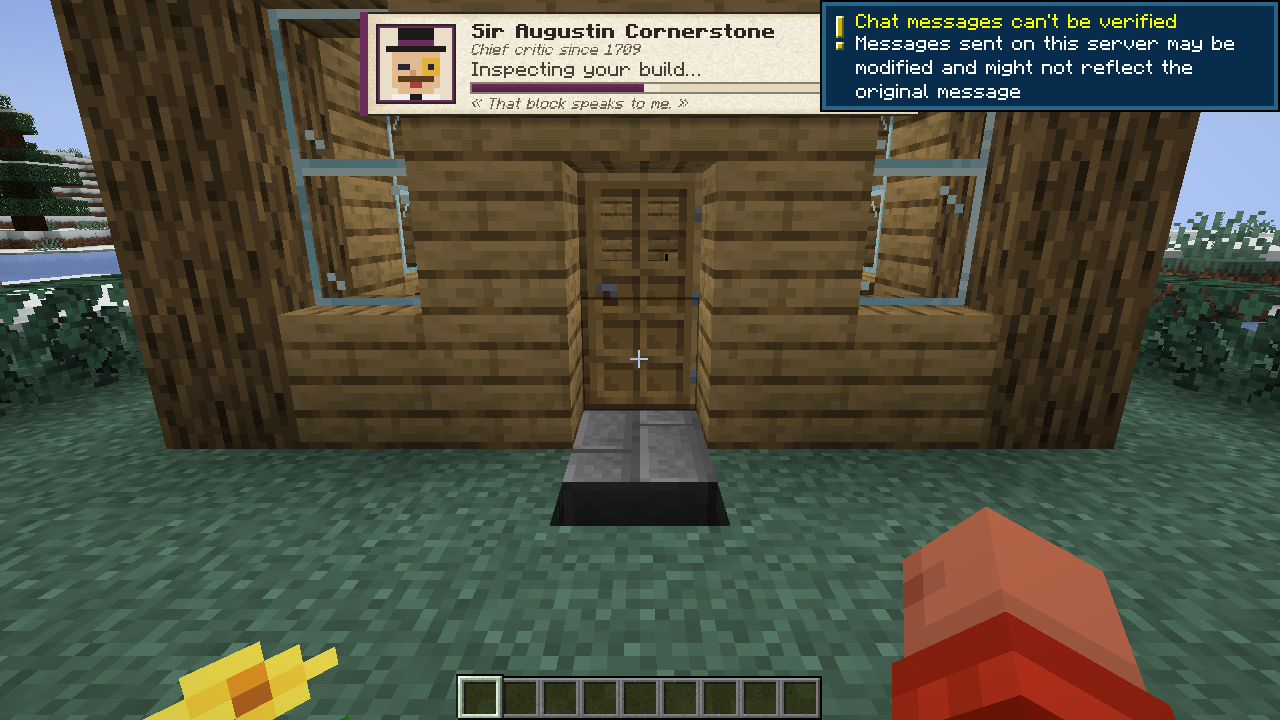 Sir Augustin Cornerstone
Chief critic since 1709
Inspecting your build...
« That block speaks to me. »
Chat messages can't be verified
Messages sent on this server may be
modified and might not reflect the
original message